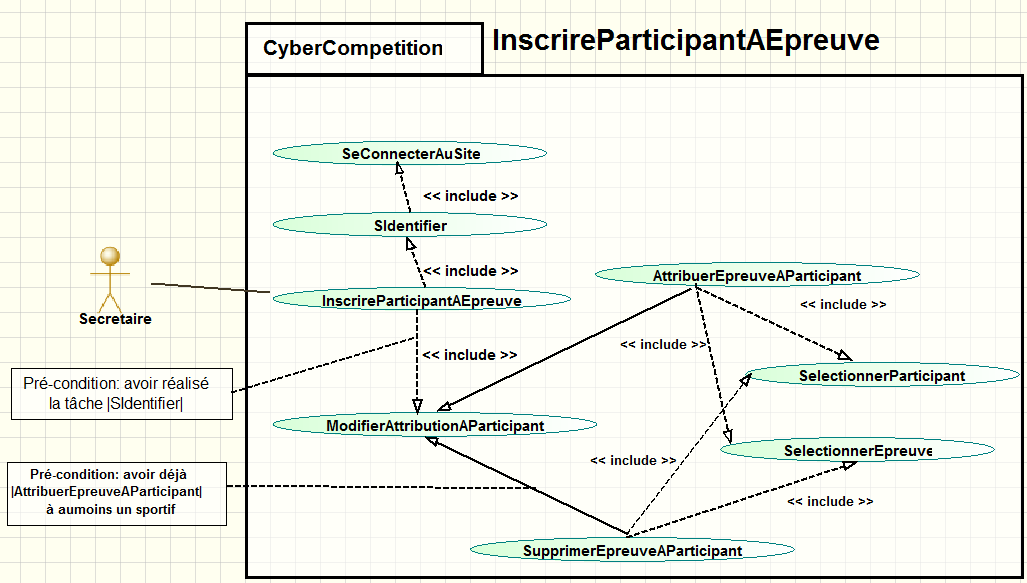 CyberCompetition
InscrireParticipantAEpreuve
SeConnecterAuSite
<< include >>
SIdentifier
<< include >>
InscrireParticipantAEpreuve
<< include >>
ModifierAttributionAParticipant
AttribuerEpreuveAParticipant
<< include >>
<< include >>
SelectionnerParticipant
SelectionnerEpreuve
<< include >>
<< include >>
SupprimerEpreuveAParticipant
Secretaire
Pré-condition: avoir réalisé
la tâche |SIdentifier|
Pré-condition: avoir déjà
|AttribuerEpreuveAParticipant|
à aumoins un sportif